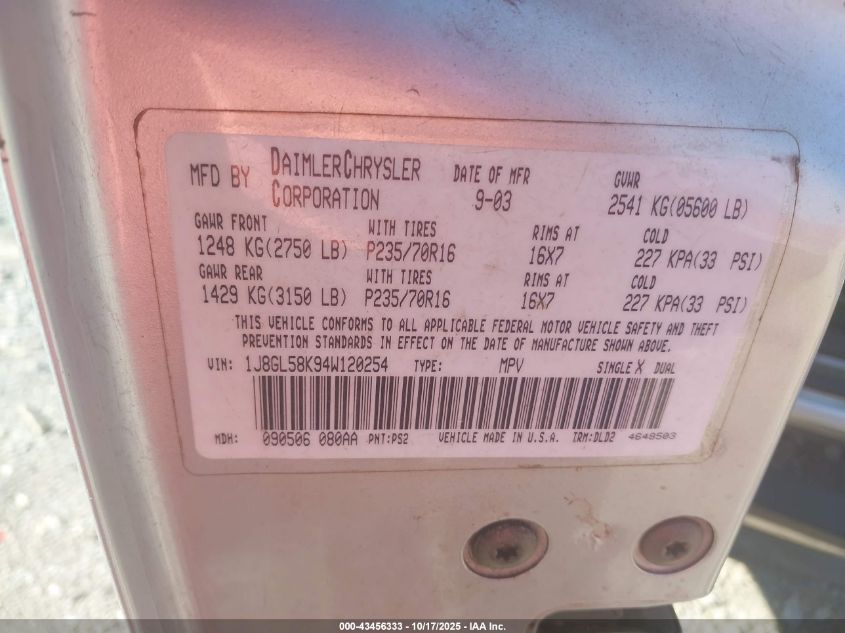 MFD BY DAIMLERCHRYSLER CORPORATION DATE OF MFR 9-03 GVWR 2541 KG(05600 LB)
GAWR FRONT WITH TIRES RIMS AT COLD
1248 KG(2750 LB) P235/70R16 16X7 227 KPA(33 PSI)
GAWR REAR WITH TIRES RIMS AT COLD
1429 KG(3150 LB) P235/70R16 16X7 227 KPA(33 PSI)
THIS VEHICLE CONFORMS TO ALL APPLICABLE FEDERAL MOTOR VEHICLE SAFETY AND THEFT
PREVENTION STANDARDS IN EFFECT ON THE DATE OF MANUFACTURE SHOWN ABOVE.
VIN: 1J8GL58K94W120254 TYPE: MPV SINGLE X DUAL
MDH: 090506 080AA PNT:PS2 VEHICLE MADE IN U.S.A. TRM:DLD2 4648503
000-43456333 - 10/17/2025 - IAA Inc.